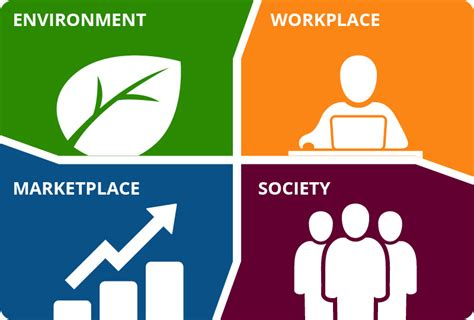 ENVIRONMENT
WORKPLACE
MARKETPLACE
SOCIETY